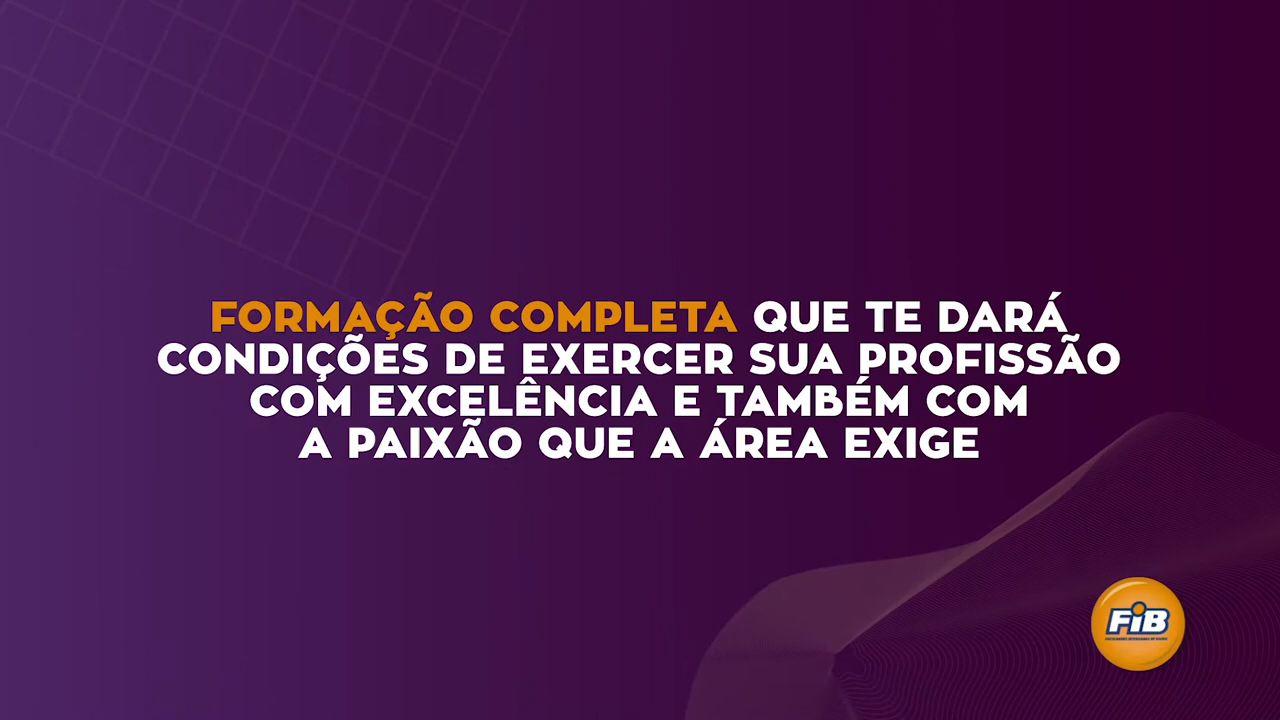 FORMAÇÃO COMPLETA QUE TE DARÁ
CONDIÇÕES DE EXERCER SUA PROFISSÃO
COM EXCELÊNCIA E TAMBÉM COM
A PAIXÃO QUE A ÁREA EXIGE
FiB